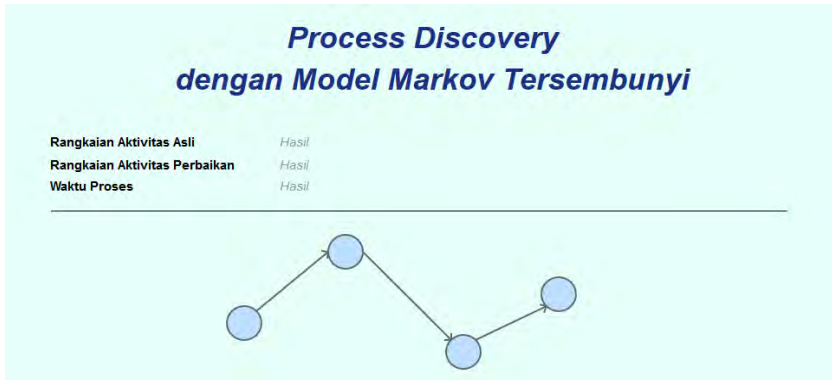 Process Discovery
dengan Model Markov Tersembunyi
Rangkaian Aktivitas Asli Hasil
Rangkaian Aktivitas Perbaikan Hasil
Waktu Proses Hasil